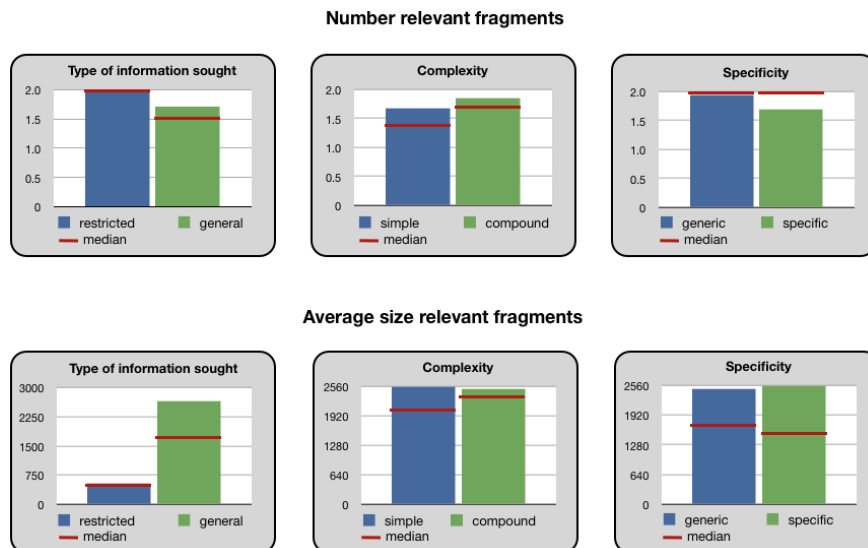 Number relevant fragments
Type of information sought
2.0
1.5
1.0
0.5
0
restricted
general
median
Complexity
2.0
1.5
1.0
0.5
0
simple
compound
median
Specificity
2.0
1.5
1.0
0.5
0
generic
specific
median
Average size relevant fragments
Type of information sought
3000
2250
1500
750
0
restricted
general
median
Complexity
2560
1920
1280
640
0
simple
compound
median
Specificity
2560
1920
1280
640
0
generic
specific
median